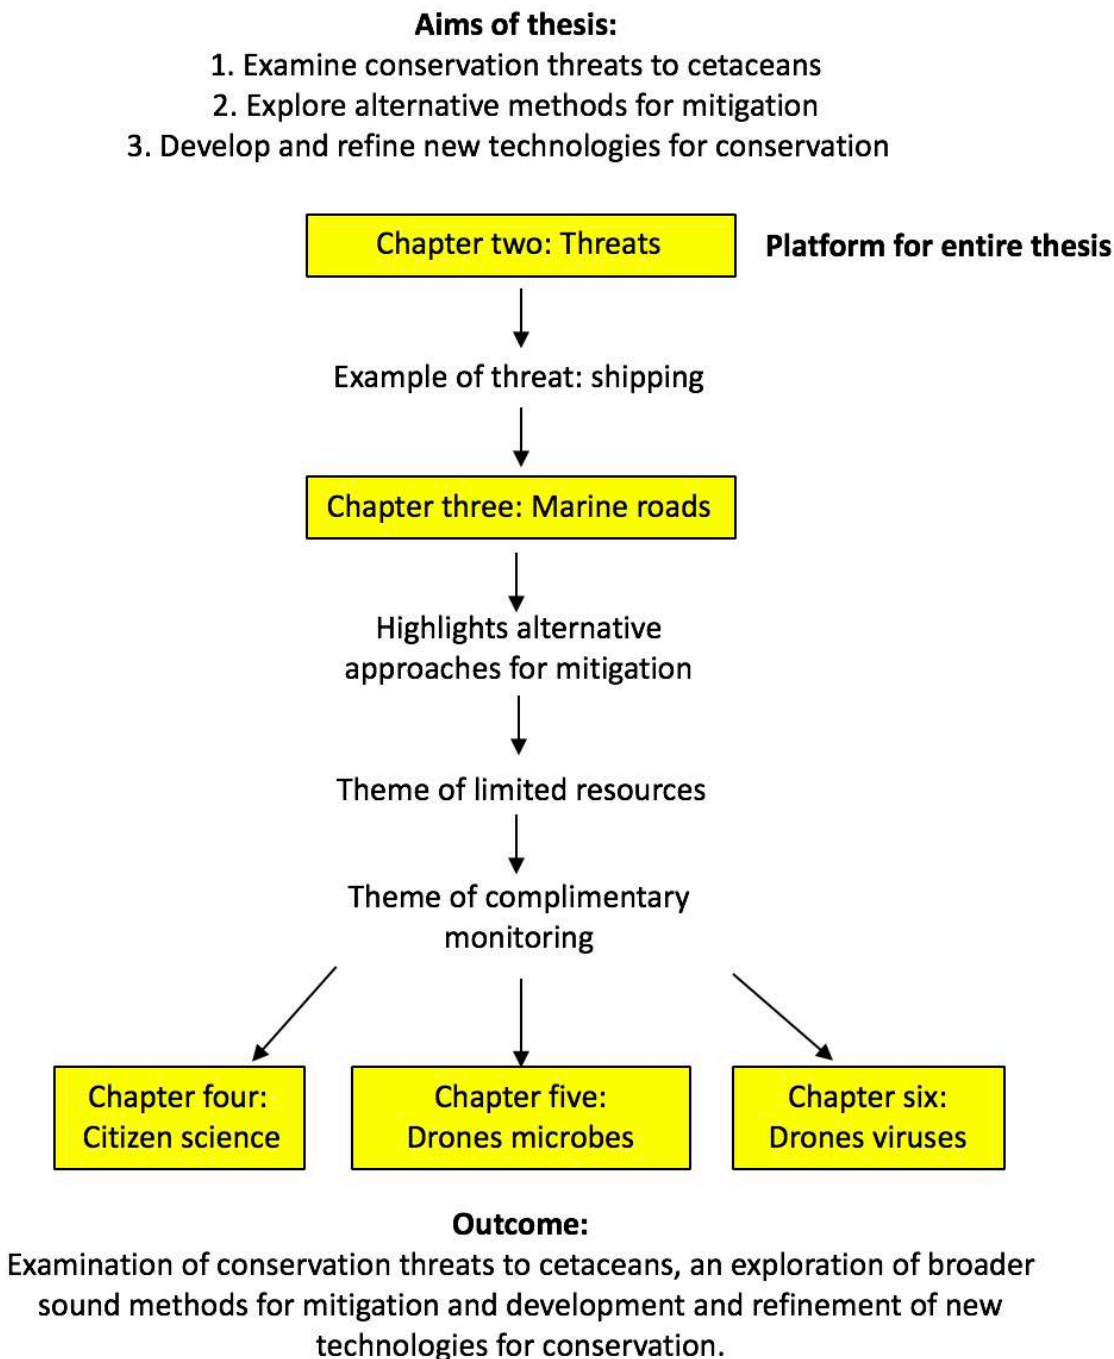 Aims of thesis:
1. Examine conservation threats to cetaceans
2. Explore alternative methods for mitigation
3. Develop and refine new technologies for conservation
Chapter two: Threats
Platform for entire thesis
Example of threat: shipping
Chapter three: Marine roads
Highlights alternative
approaches for mitigation
Theme of limited resources
Theme of complimentary
monitoring
Chapter four:
Citizen science
Chapter five:
Drones microbes
Chapter six:
Drones viruses
Outcome:
Examination of conservation threats to cetaceans, an exploration of broader
sound methods for mitigation and development and refinement of new
technologies for conservation.